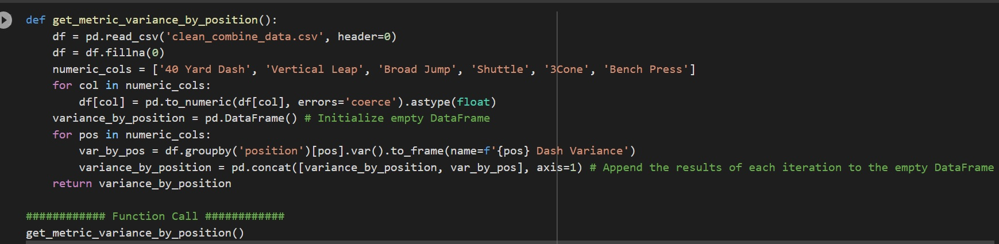 def get_metric_variance_by_position():
    df = pd.read_csv('clean_combine_data.csv', header=0)
    df = df.fillna(0)
    numeric_cols = ['40 Yard Dash', 'Vertical Leap', 'Broad Jump', 'Shuttle', '3Cone', 'Bench Press']
    for col in numeric_cols:
        df[col] = pd.to_numeric(df[col], errors='coerce').astype(float)
    variance_by_position = pd.DataFrame() # Initialize empty DataFrame
    for pos in numeric_cols:
        var_by_pos = df.groupby('position')[pos].var().to_frame(name=f'{pos} Dash Variance')
        variance_by_position = pd.concat([variance_by_position, var_by_pos], axis=1) # Append the results of each iteration to the empty DataFrame
    return variance_by_position

############ Function Call ############
get_metric_variance_by_position()